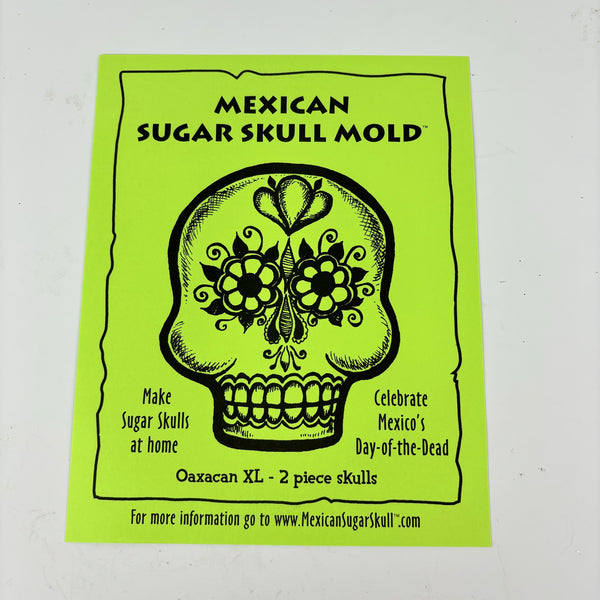 MEXICAN
SUGAR SKULL MOLD™
Make
Sugar Skulls
at home
Celebrate
Mexico's
Day-of-the-Dead
Oaxacan XL - 2 piece skulls
For more information go to www.MexicanSugarSkull™.com